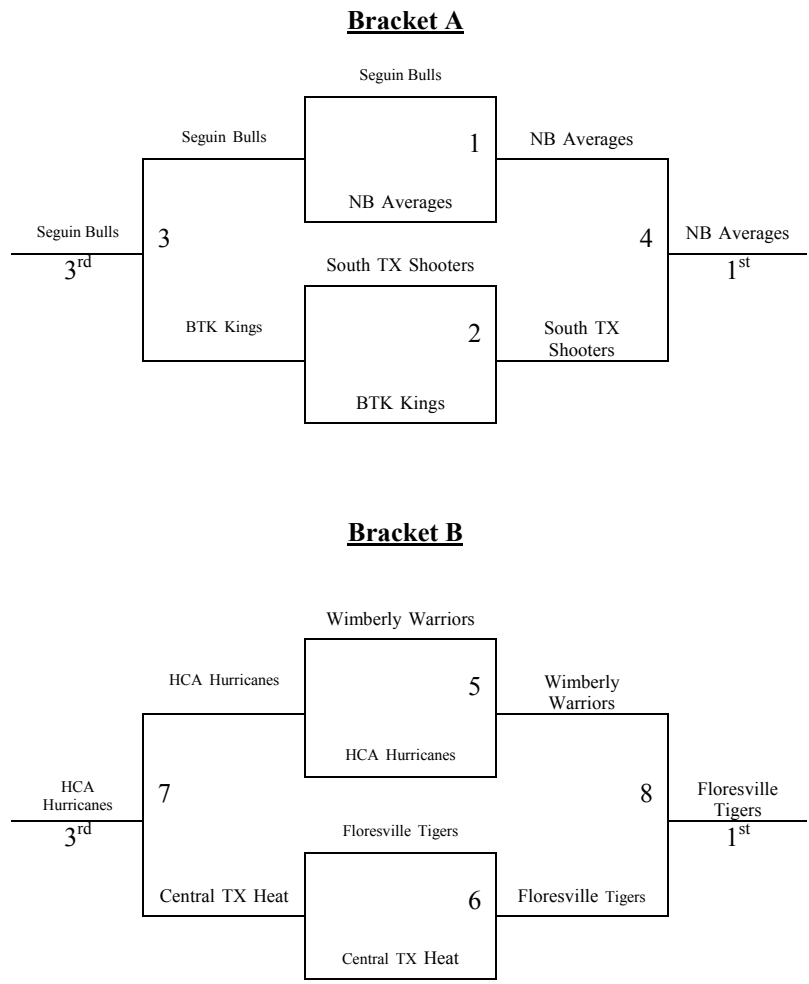 Bracket A
Seguin Bulls
Seguin Bulls
1
NB Averages
NB Averages
Seguin Bulls
3rd
3
4
NB Averages
1st
South TX Shooters
BTK Kings
2
South TX
Shooters
BTK Kings
Bracket B
Wimberly Warriors
HCA Hurricanes
5
Wimberly
Warriors
HCA Hurricanes
HCA
Hurricanes
3rd
7
8
Floresville
Tigers
1st
Floresville Tigers
Central TX Heat
6
Floresville Tigers
Central TX Heat